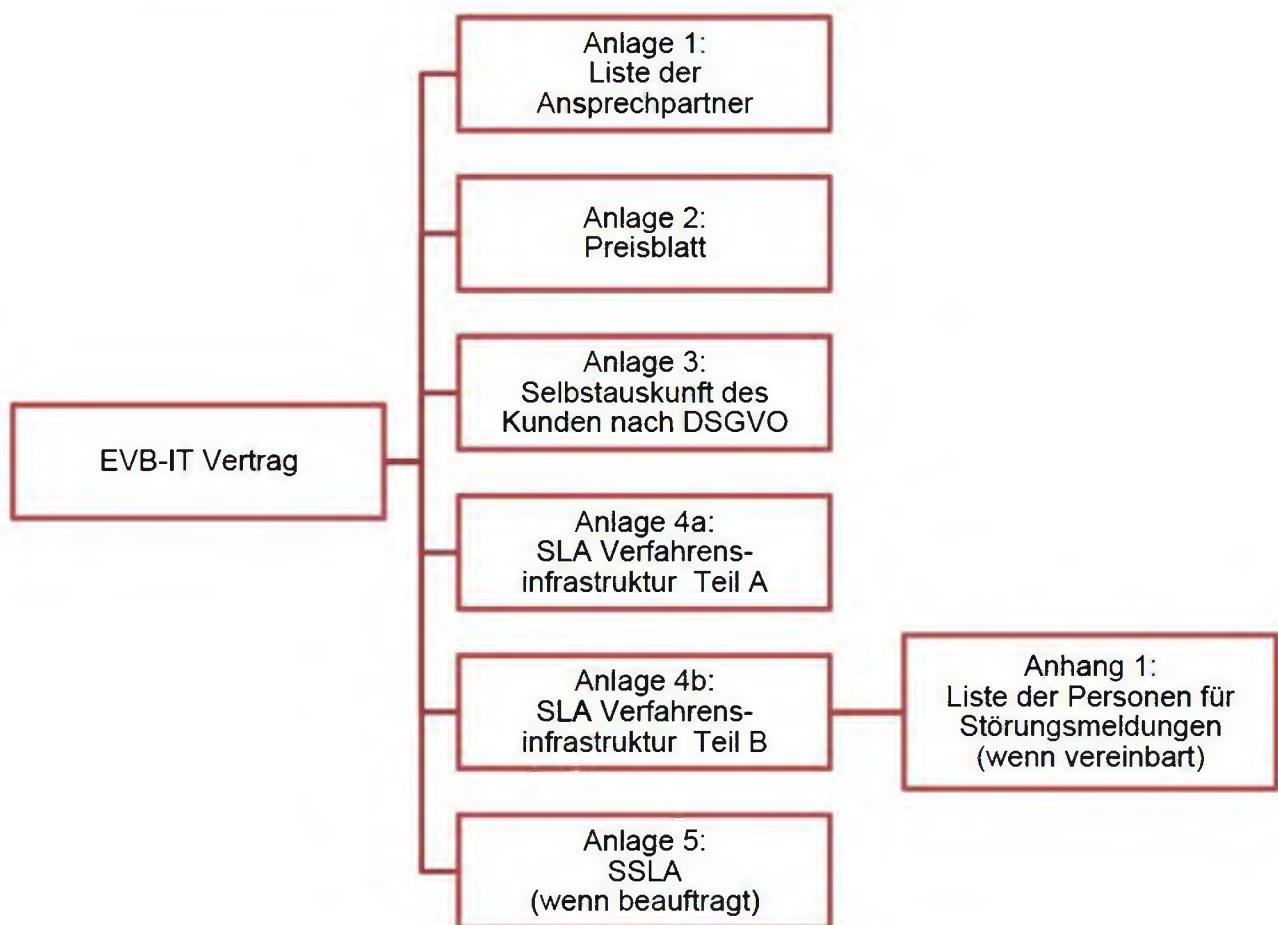 EVB-IT Vertrag
Anlage 1:
Liste der
Ansprechpartner
Anlage 2:
Preisblatt
Anlage 3:
Selbstauskunft des
Kunden nach DSGVO
Anlage 4a:
SLA Verfahrens-
infrastruktur Teil A
Anlage 4b:
SLA Verfahrens-
infrastruktur Teil B
Anhang 1:
Liste der Personen für
Störungsmeldungen
(wenn vereinbart)
Anlage 5:
SSLA
(wenn beauftragt)